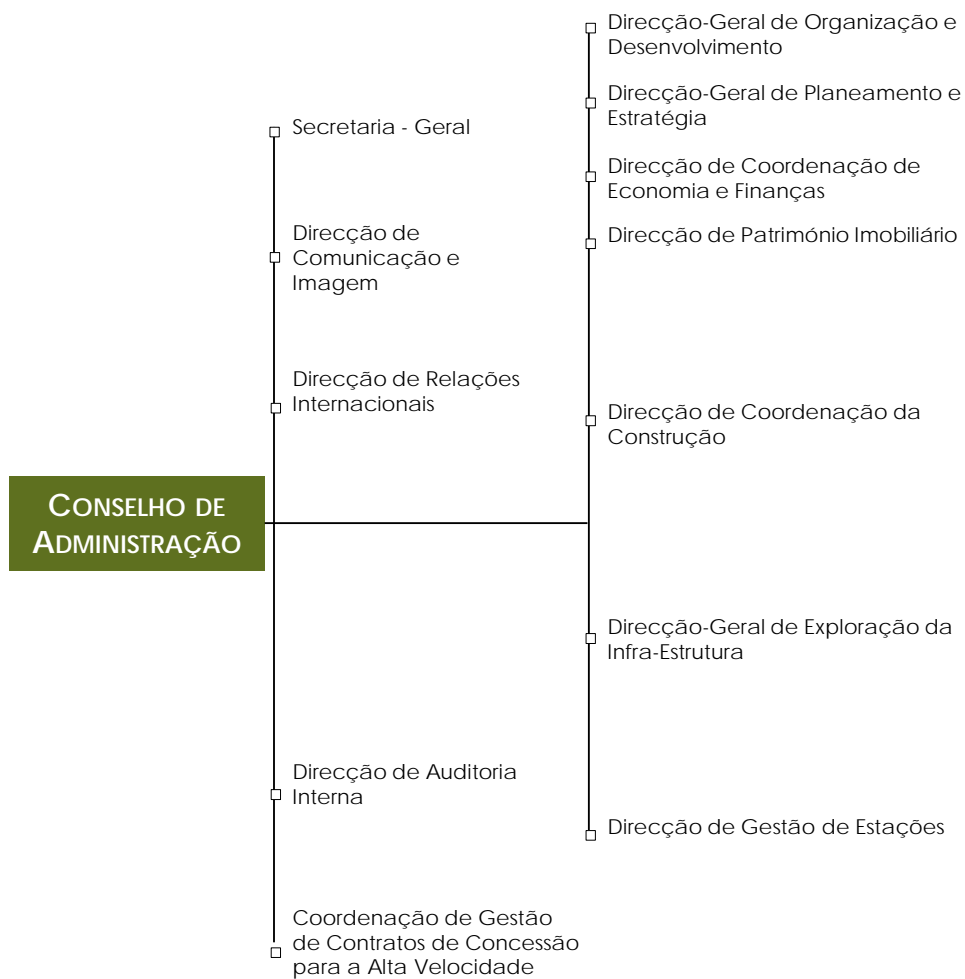 CONSELHO DE
ADMINISTRAÇÃO
Secretaria - Geral
Direcção de
Comunicação e
Imagem
Direcção de Relações
Internacionais
Direcção de Auditoria
Interna
Coordenação de Gestão
de Contratos de Concessão
para a Alta Velocidade
Direcção-Geral de Organização e
Desenvolvimento
Direcção-Geral de Planeamento e
Estratégia
Direcção de Coordenação de
Economia e Finanças
Direcção de Património Imobiliário
Direcção de Coordenação da
Construção
Direcção-Geral de Exploração da
Infra-Estrutura
Direcção de Gestão de Estações